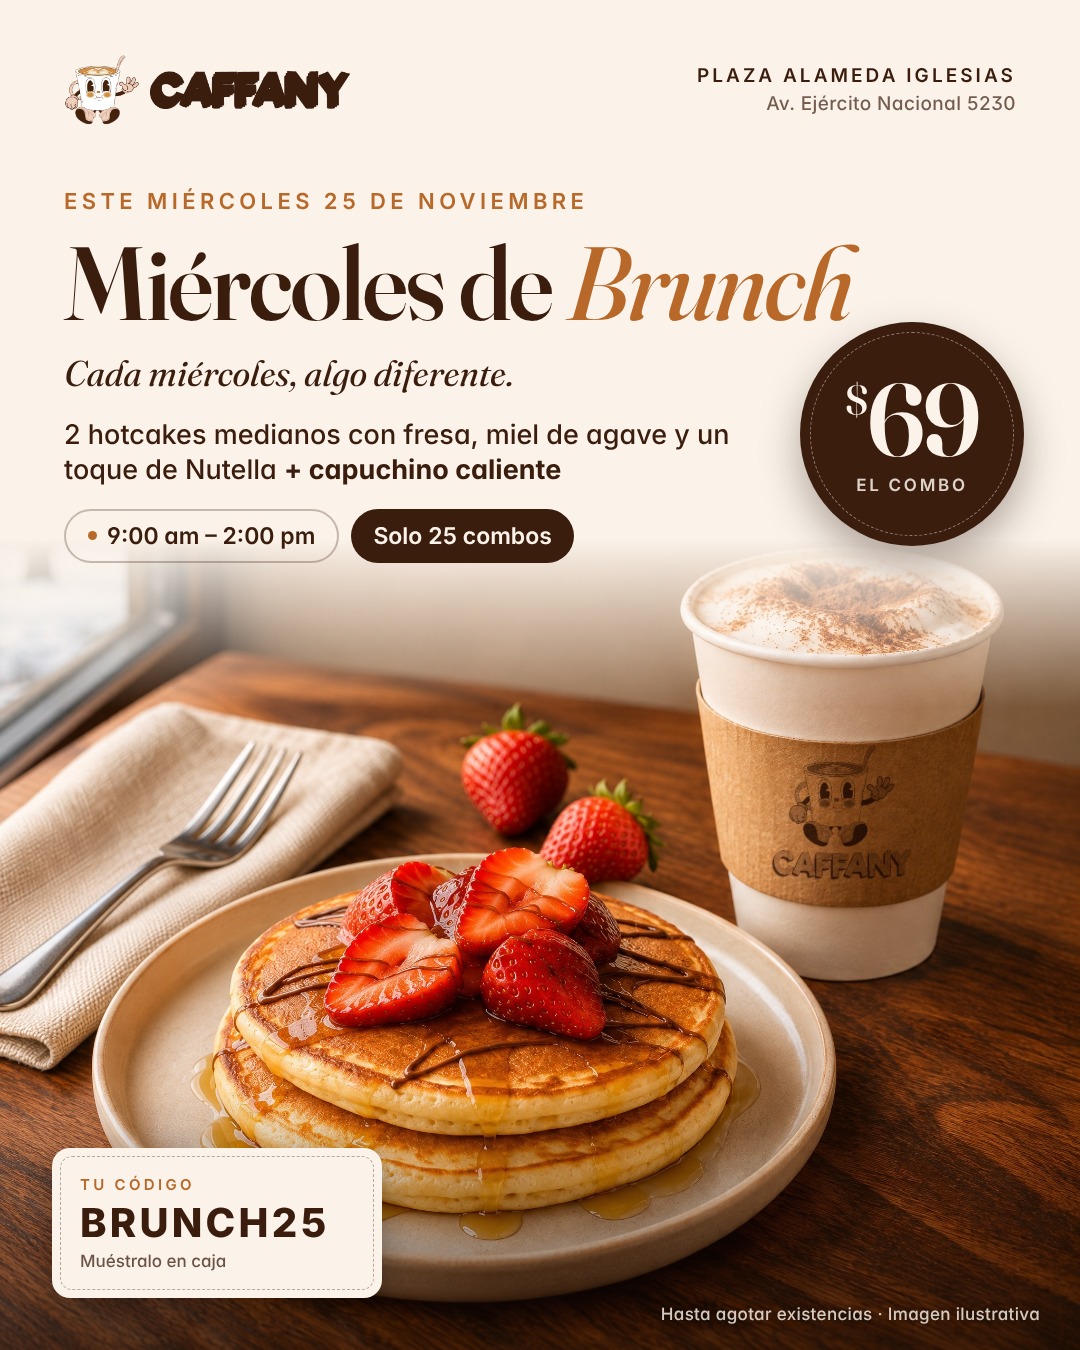 CAFFANY
PLAZA ALAMEDA IGLESIAS
Av. Ejército Nacional 5230
ESTE MIÉRCOLES 25 DE NOVIEMBRE
Miércoles de Brunch
Cada miércoles, algo diferente.
2 hotcakes medianos con fresa, miel de agave y un
toque de Nutella + capuchino caliente
$69
EL COMBO
9:00 am – 2:00 pm
Solo 25 combos
CAFFANY
TU CÓDIGO
BRUNCH25
Muéstralo en caja
Hasta agotar existencias · Imagen ilustrativa